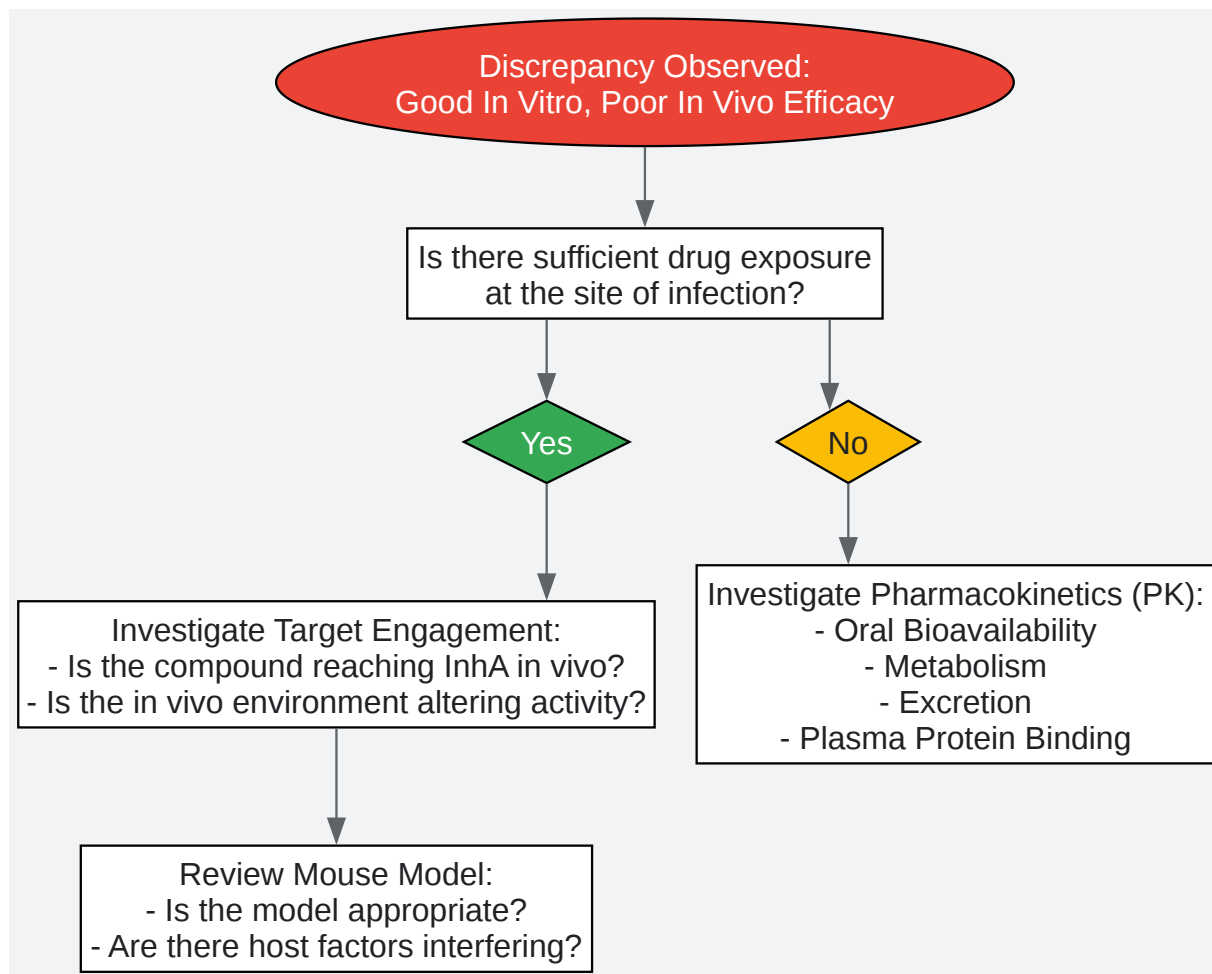 Discrepancy Observed:
Good In Vitro, Poor In Vivo Efficacy
Is there sufficient drug exposure
at the site of infection?
Yes
No
Investigate Target Engagement:
- Is the compound reaching InhA in vivo?
- Is the in vivo environment altering activity?
Investigate Pharmacokinetics (PK):
- Oral Bioavailability
- Metabolism
- Excretion
- Plasma Protein Binding
Review Mouse Model:
- Is the model appropriate?
- Are there host factors interfering?